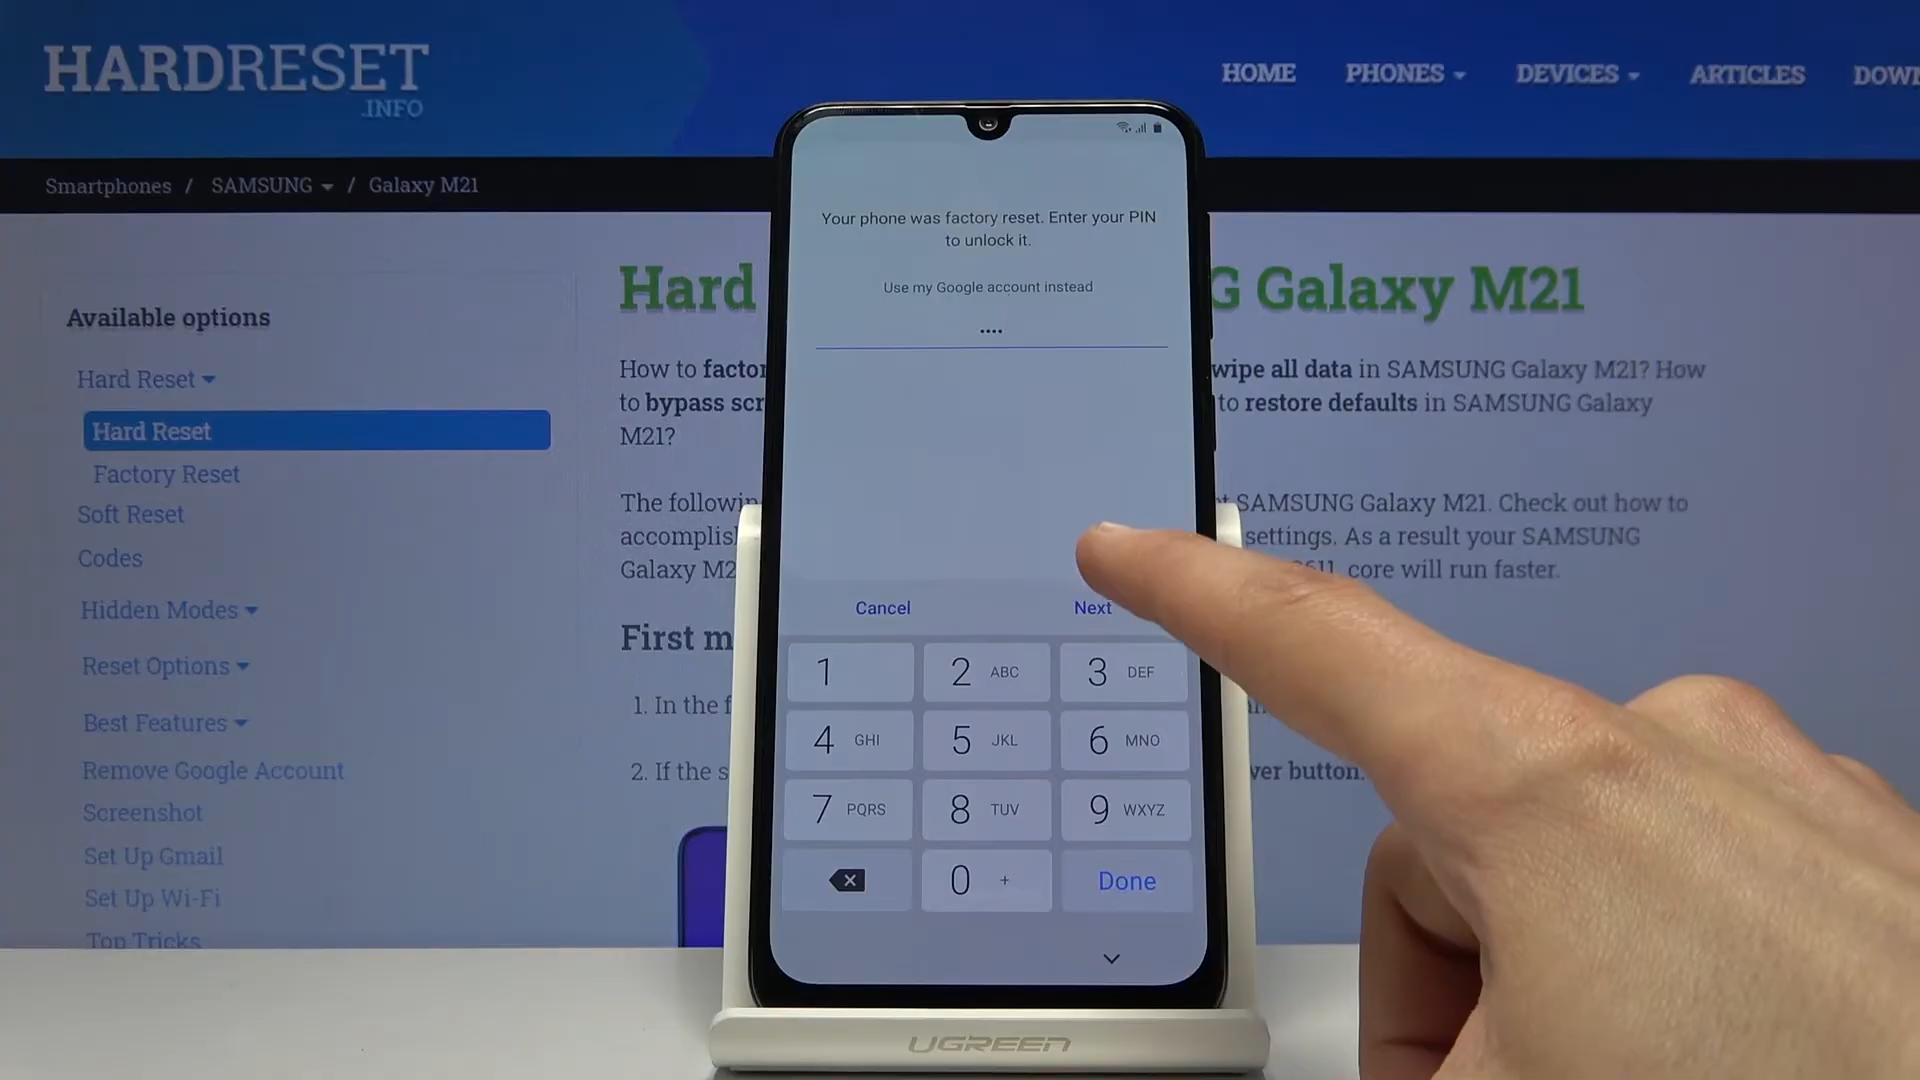 HARDRESET
.INFO
HOME PHONES DEVICES ARTICLES
Smartphones / SAMSUNG / Galaxy M21
Available options
Hard Reset
Hard Reset
Factory Reset
Soft Reset
Codes
Hidden Modes
Reset Options
Best Features
Remove Google Account
Screenshot
Set Up Gmail
Set Up Wi-Fi
Top Tricks
Hard G Galaxy M21
How to wipe all data in SAMSUNG Galaxy M21? How
to bypass to restore defaults in SAMSUNG Galaxy
M21?
The SAMSUNG Galaxy M21. Check out how to
settings. As a result your SAMSUNG
Galaxy core will run faster.
First
1. In the
2. If the button.
Your phone was factory reset. Enter your PIN
to unlock it.
Use my Google account instead
••••
Cancel Next
1 2 ABC 3 DEF
4 GHI 5 JKL 6 MNO
7 PQRS 8 TUV 9 WXYZ
0 + Done
UGREEN